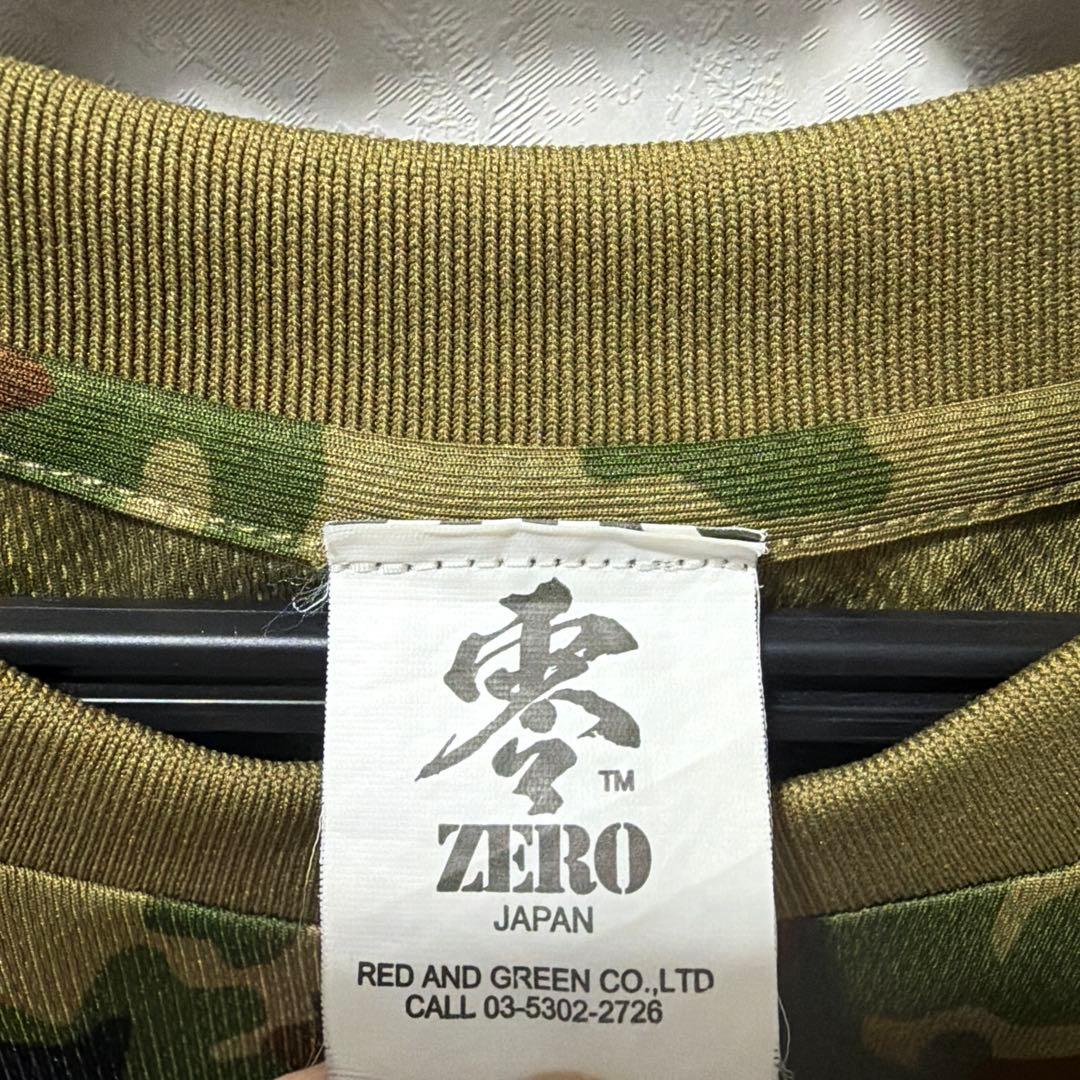 零
TM
ZERO
JAPAN
RED AND GREEN CO.,LTD
CALL 03-5302-2726